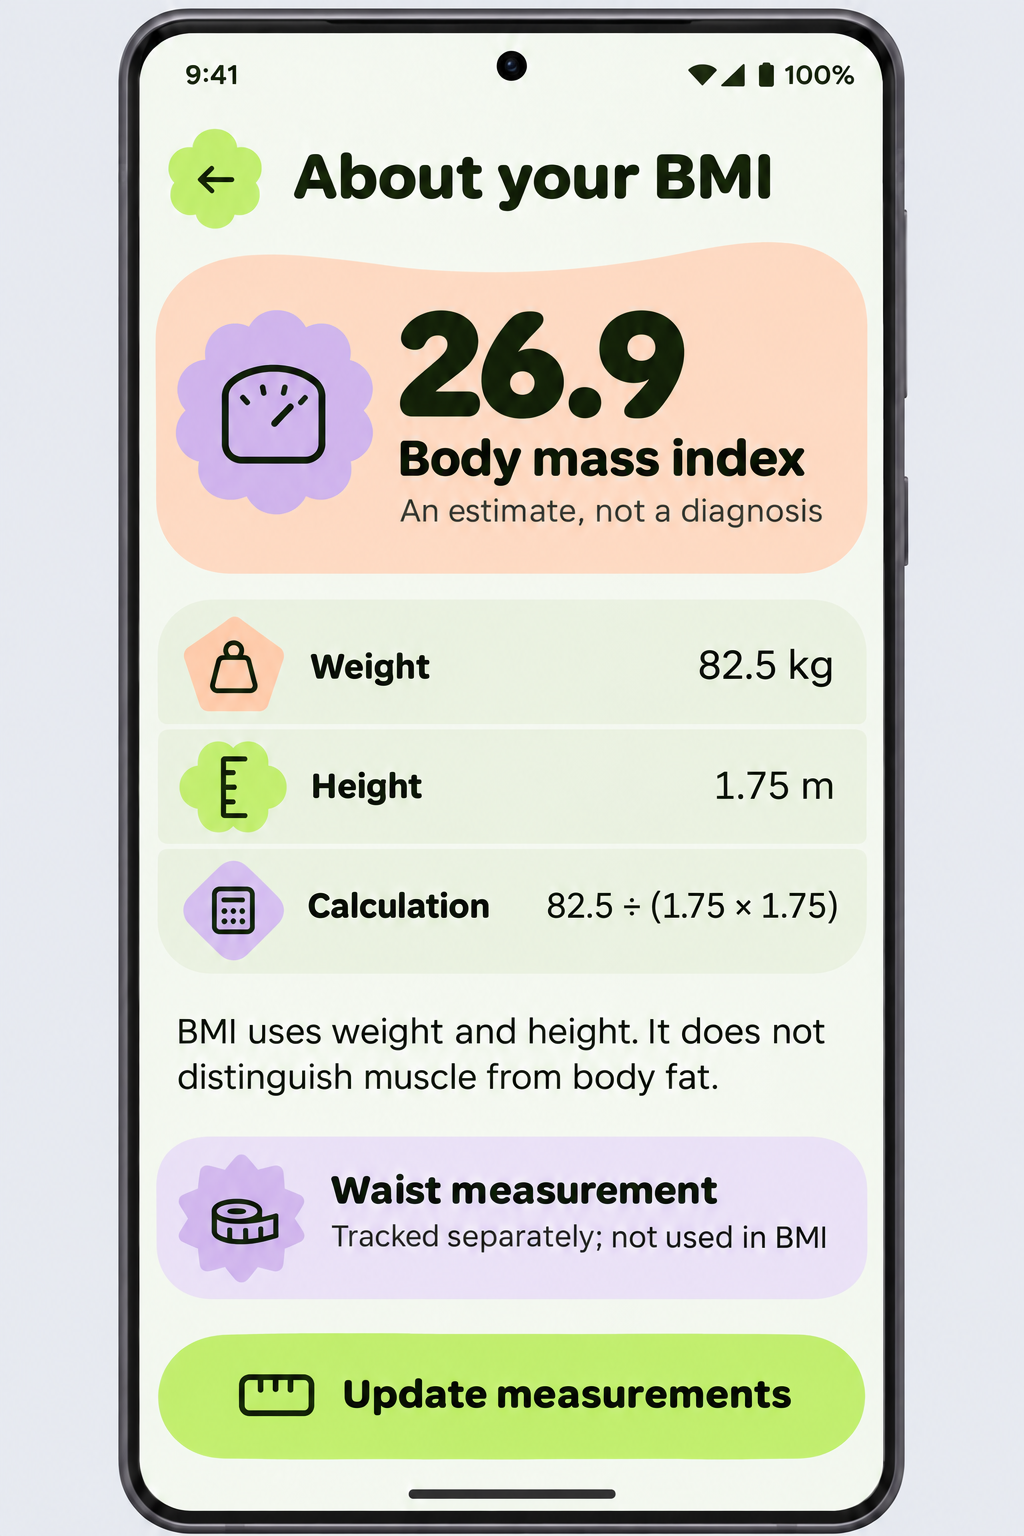 9:41
100%
About your BMI
26.9
Body mass index
An estimate, not a diagnosis
Weight
82.5 kg
Height
1.75 m
Calculation
82.5 ÷ (1.75 × 1.75)
BMI uses weight and height. It does not
distinguish muscle from body fat.
Waist measurement
Tracked separately; not used in BMI
Update measurements